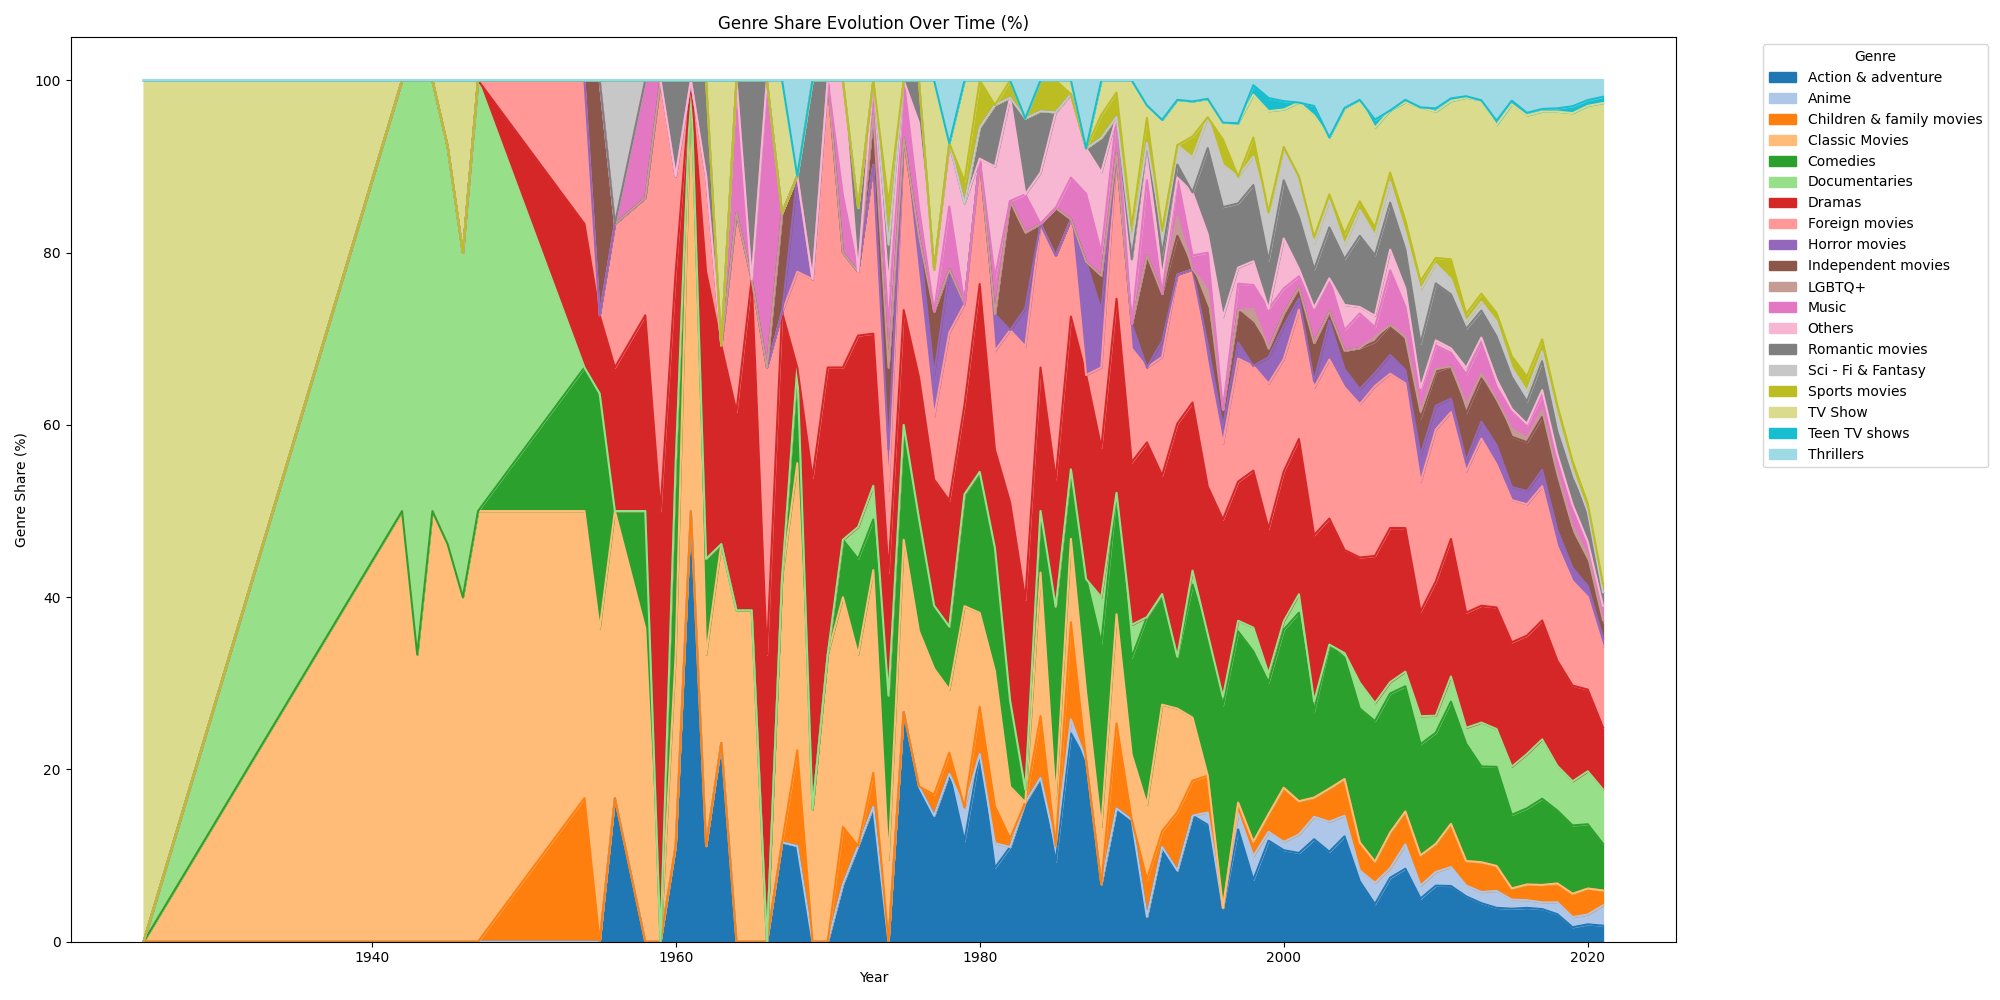 Genre Share Evolution Over Time (%)
Genre Share (%)
100
80
60
40
20
0
1940
1960
1980
2000
2020
Year
Genre
Action & adventure
Anime
Children & family movies
Classic Movies
Comedies
Documentaries
Dramas
Foreign movies
Horror movies
Independent movies
LGBTQ+
Music
Others
Romantic movies
Sci - Fi & Fantasy
Sports movies
TV Show
Teen TV shows
Thrillers